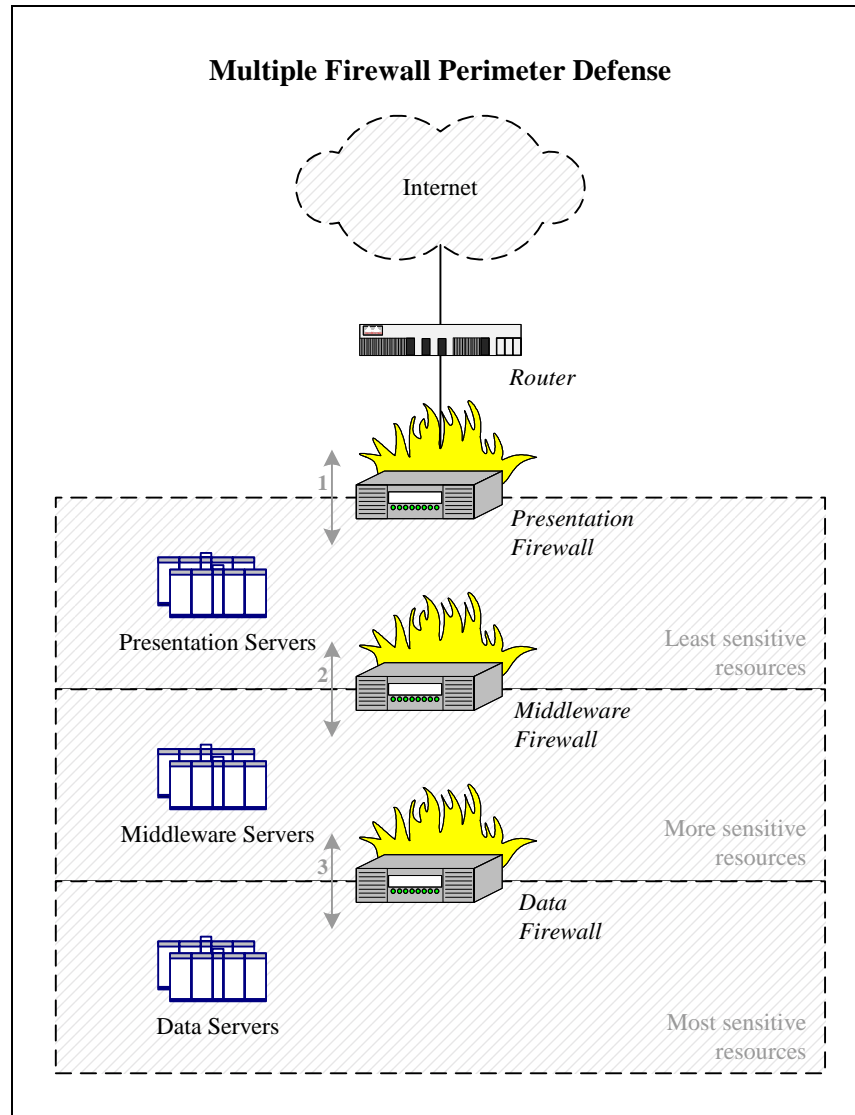 Multiple Firewall Perimeter Defense
Internet
Router
1
Presentation
Firewall
Presentation Servers
Least sensitive
resources
2
Middleware
Firewall
Middleware Servers
More sensitive
resources
3
Data
Firewall
Data Servers
Most sensitive
resources